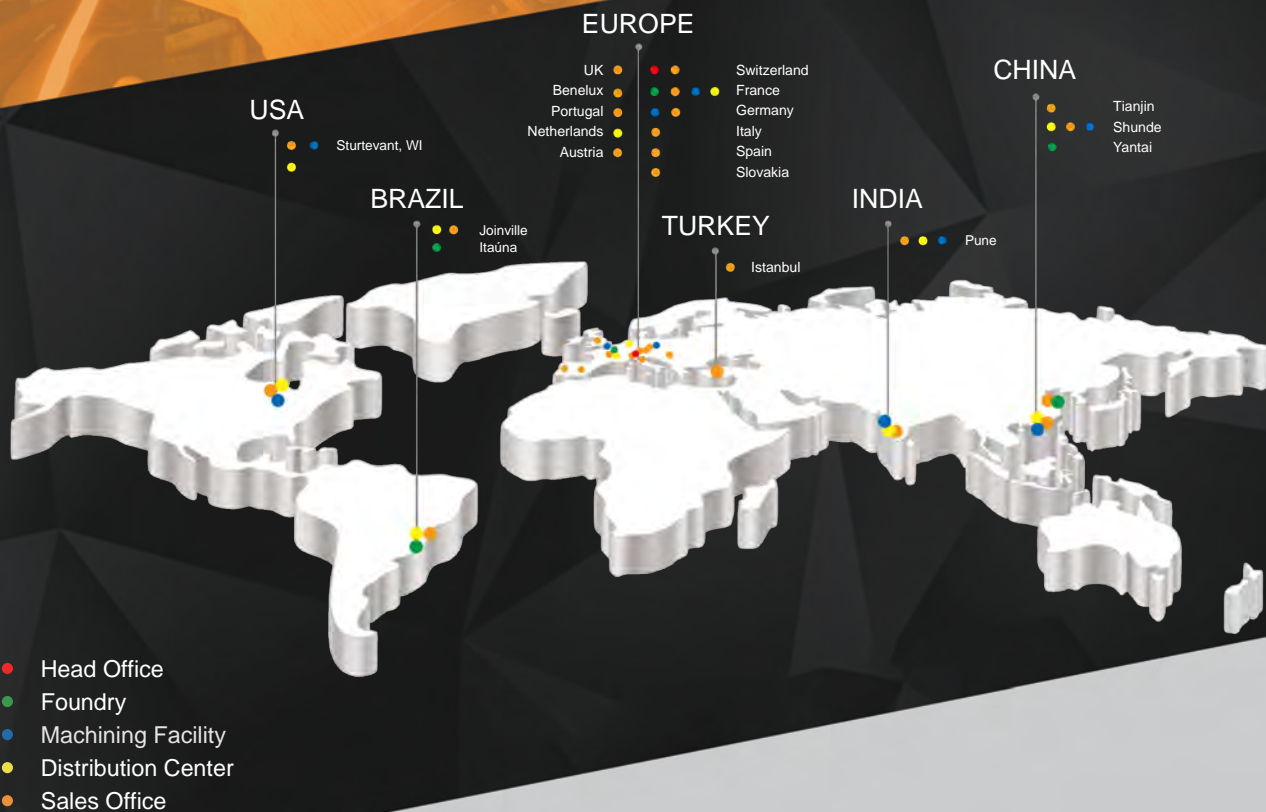 EUROPE
UK
Benelux
Portugal
Netherlands
Austria
Switzerland
France
Germany
Italy
Spain
Slovakia
CHINA
Tianjin
Shunde
Yantai
USA
Sturtevant, WI
BRAZIL
Joinville
Itaúna
TURKEY
Istanbul
INDIA
Pune
Head Office
Foundry
Machining Facility
Distribution Center
Sales Office